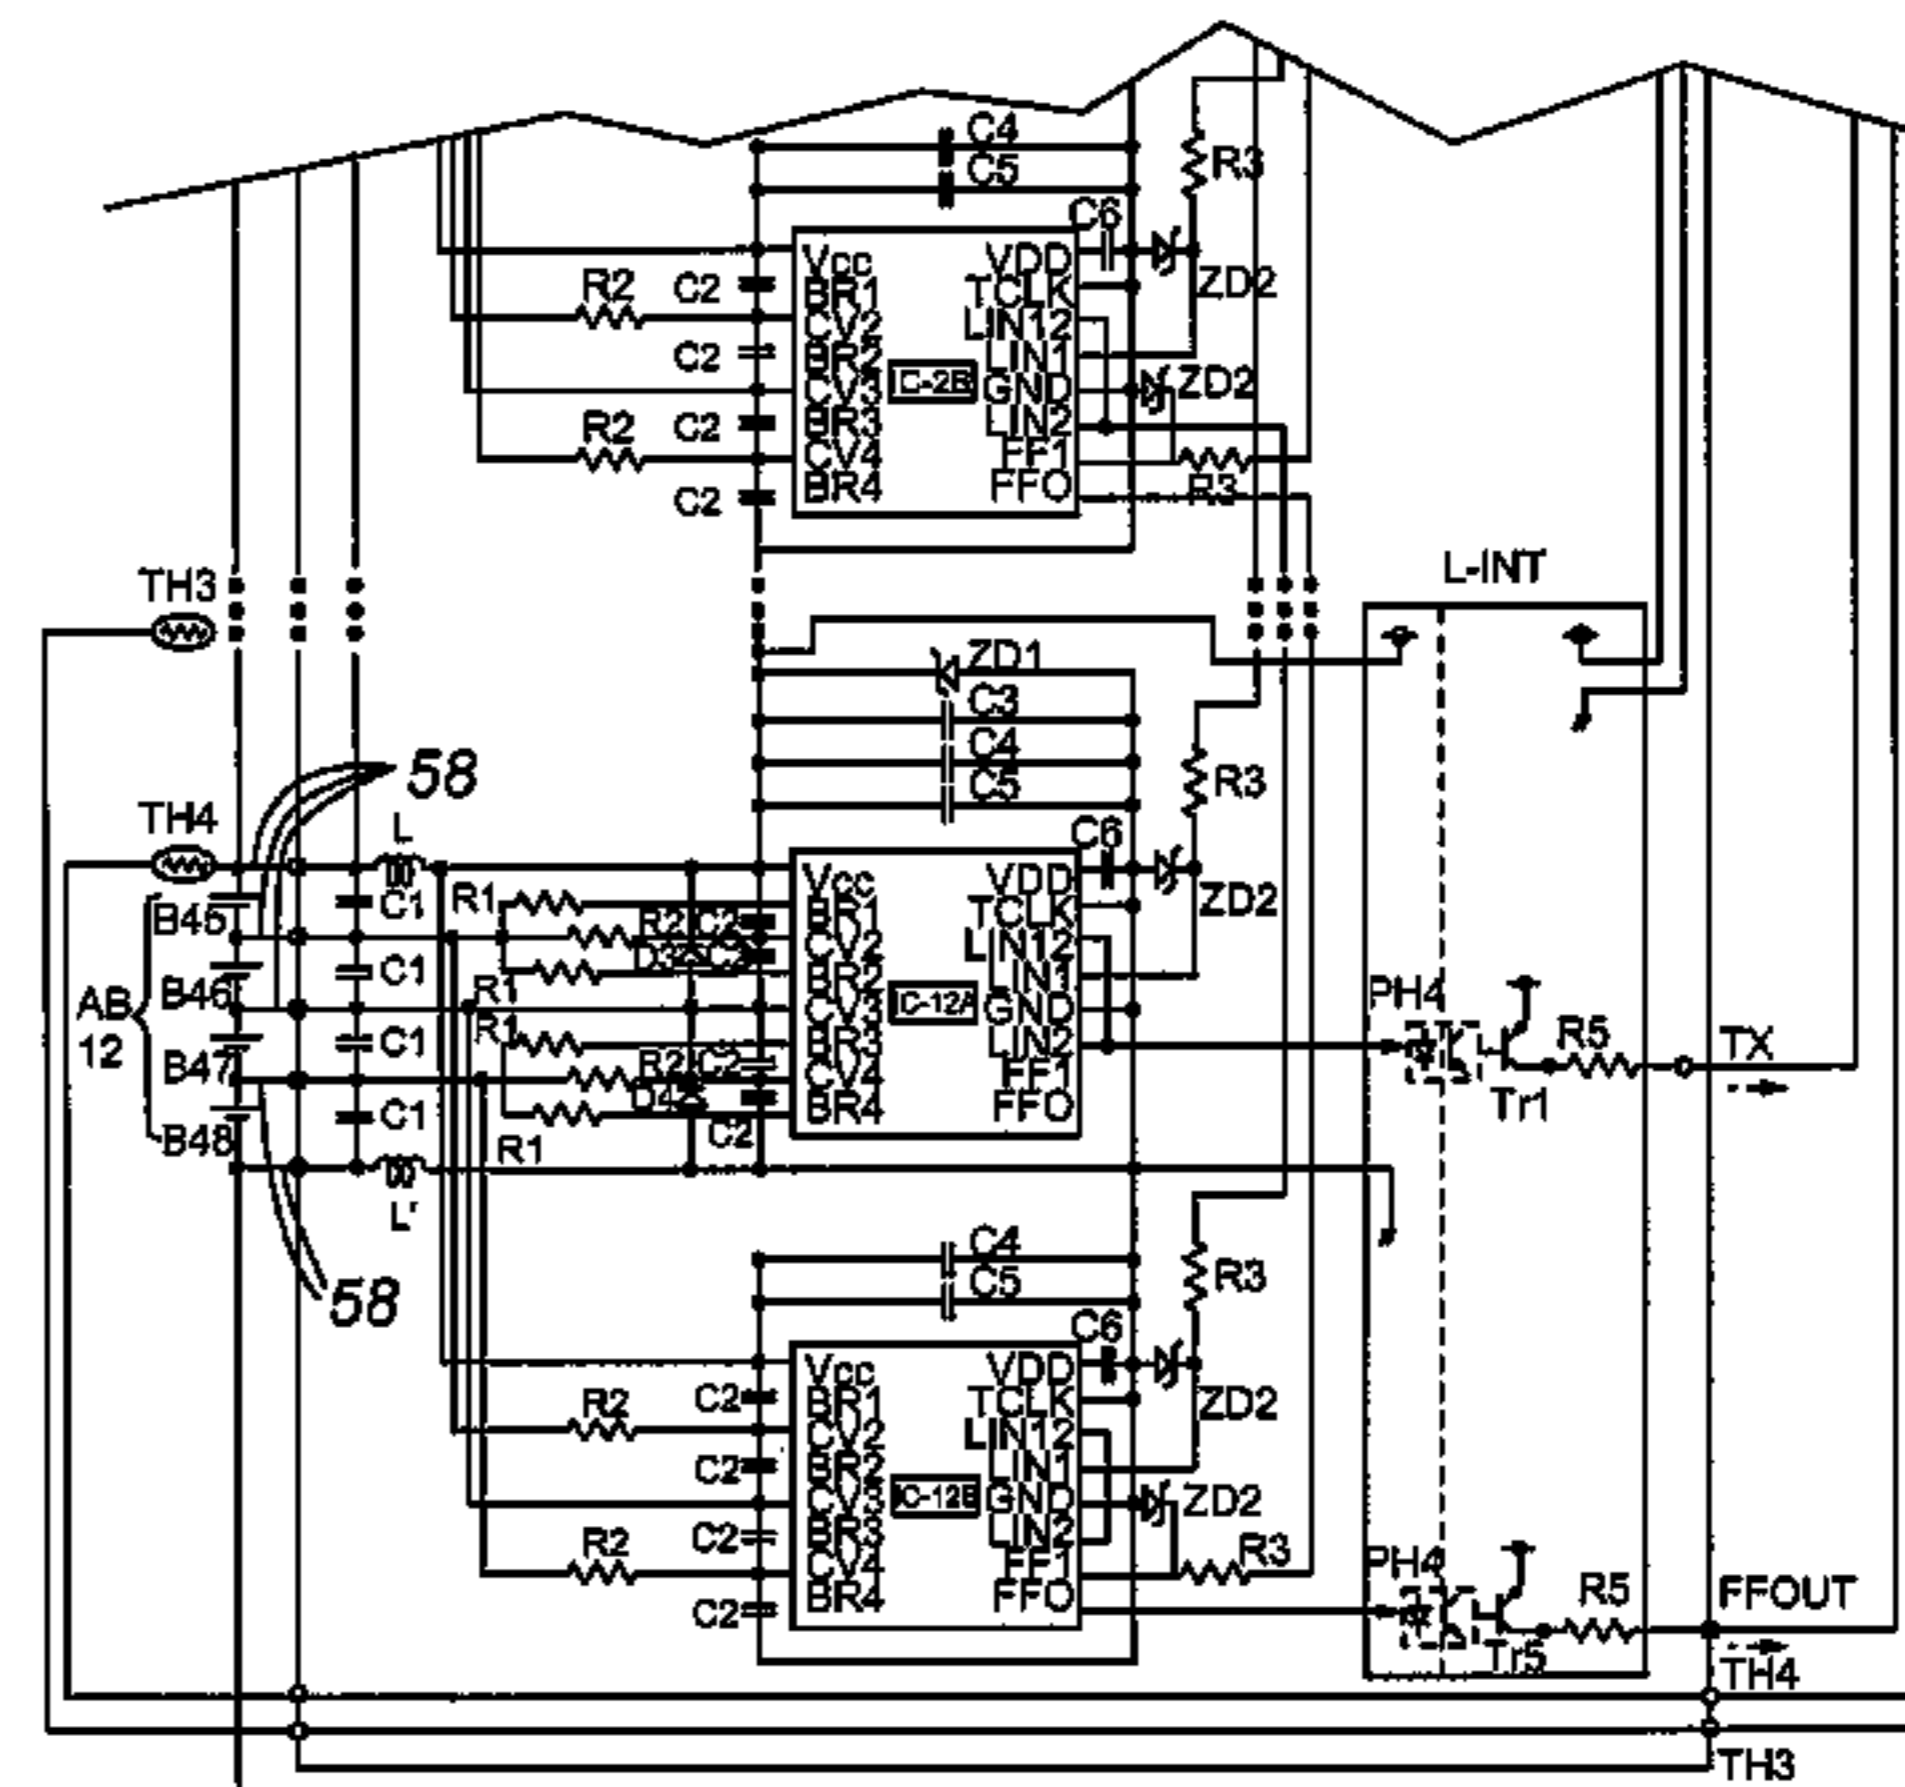 C4
C5
R3
C6
ZD2
Vcc
BR1
CV2
BR2
CV3
BR3
CV4
BR4
VDD
TCLK
LIN12
LIN1
GND
LIN2
FF1
FFO
IC-2B
R2
R2
C2
C2
C2
C2
ZD2
R3
TH3
L-INT
ZD1
C3
C4
C5
R3
58
TH4
L
C6
ZD2
Vcc
BR1
CV2
BR2
CV3
BR3
CV4
BR4
VDD
TCLK
LIN12
LIN1
GND
LIN2
FF1
FFO
IC-12A
B45
B46
B47
B48
AB
12
C1
C1
C1
C1
R1
R1
R1
R1
R2
C2
D3
C2
R2
C2
D4
C2
L'
58
PH4
Tr1
R5
TX
C4
C5
R3
C6
ZD2
Vcc
BR1
CV2
BR2
CV3
BR3
CV4
BR4
VDD
TCLK
LIN12
LIN1
GND
LIN2
FF1
FFO
IC-12B
R2
R2
C2
C2
C2
C2
ZD2
R3
PH4
Tr5
R5
FFOUT
TH4
TH3